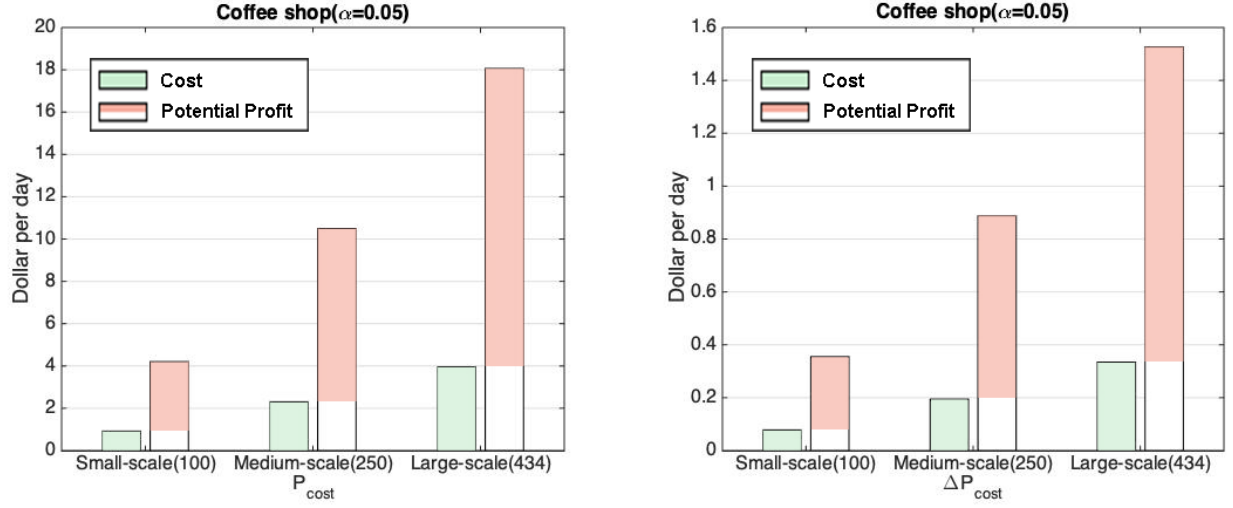 Coffee shop(α=0.05)
20
18
16
14
12
10
8
6
4
2
0
Dollar per day
Cost
Potential Profit
Small-scale(100) Medium-scale(250) Large-scale(434)
P_cost
Coffee shop(α=0.05)
1.6
1.4
1.2
1
0.8
0.6
0.4
0.2
0
Dollar per day
Cost
Potential Profit
Small-scale(100) Medium-scale(250) Large-scale(434)
ΔP_cost